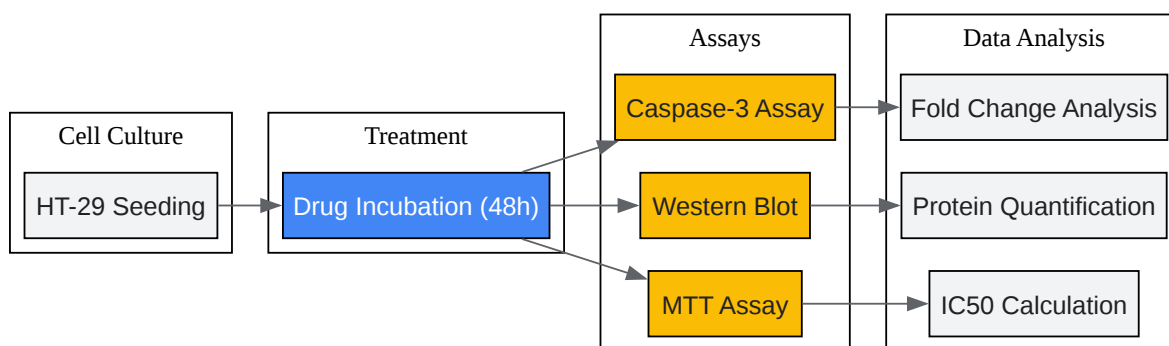 Cell Culture
HT-29 Seeding
Treatment
Drug Incubation (48h)
Assays
Caspase-3 Assay
Western Blot
MTT Assay
Data Analysis
Fold Change Analysis
Protein Quantification
IC50 Calculation